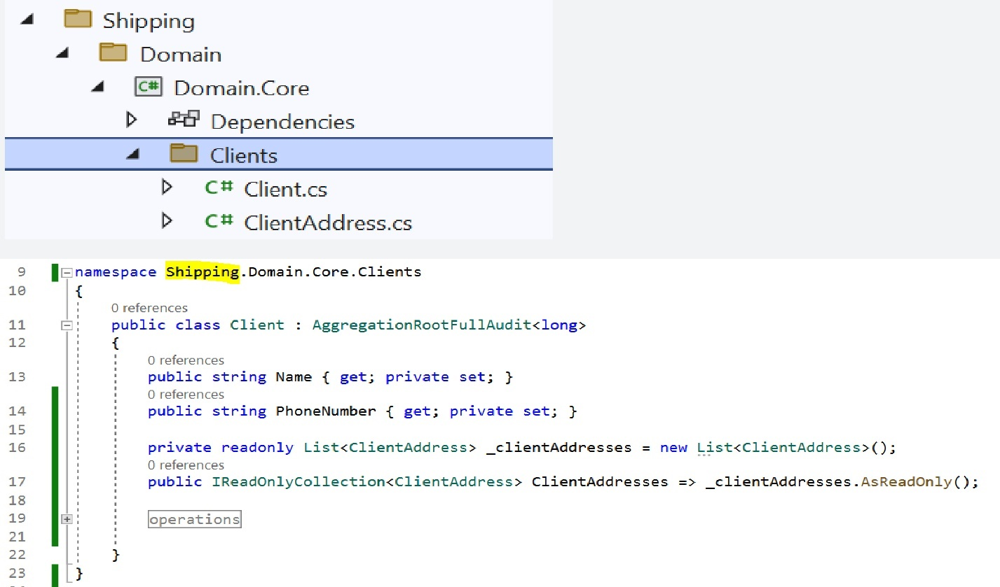 Shipping
Domain
C# Domain.Core
Dependencies
Clients
C# Client.cs
C# ClientAddress.cs
9 namespace Shipping.Domain.Core.Clients
10 {
0 references
11 public class Client : AggregationRootFullAudit<long>
12 {
0 references
13 public string Name { get; private set; }
0 references
14 public string PhoneNumber { get; private set; }
15
16 private readonly List<ClientAddress> _clientAddresses = new List<ClientAddress>();
0 references
17 public IReadOnlyCollection<ClientAddress> ClientAddresses => _clientAddresses.AsReadOnly();
18
19 operations
21
22 }
23 }